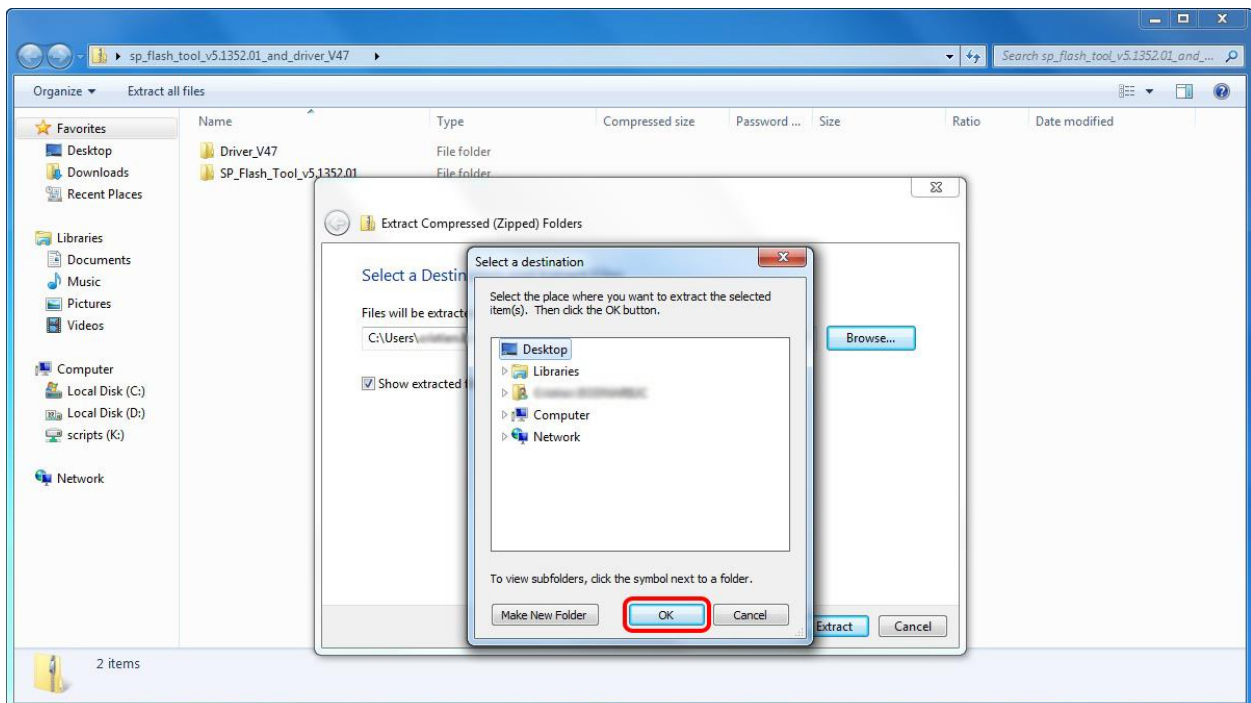 sp_flash_tool_v5.1352.01_and_driver_V47
Search sp_flash_tool_v5.1352.01_and_...
Organize Extract all files
Name Type Compressed size Password ... Size Ratio Date modified
Favorites
Desktop
Downloads
Recent Places
Libraries
Documents
Music
Pictures
Videos
Computer
Local Disk (C:)
Local Disk (D:)
scripts (K:)
Network
Driver_V47 File folder
SP_Flash_Tool_v5.1352.01 File folder
Extract Compressed (Zipped) Folders
Select a Destin
Files will be extracte
C:\Users\
Browse...
Show extracted
Select a destination
Select the place where you want to extract the selected
item(s). Then click the OK button.
Desktop
Libraries
Computer
Network
To view subfolders, click the symbol next to a folder.
Make New Folder OK Cancel
Extract Cancel
2 items